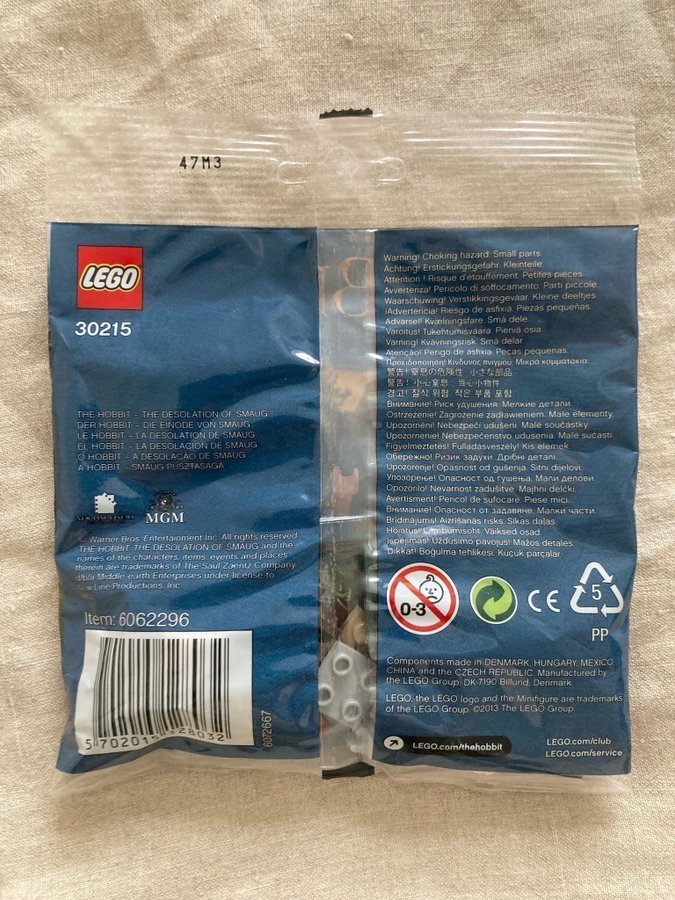 47M3
LEGO
30215
THE HOBBIT – THE DESOLATION OF SMAUG
DER HOBBIT – DIE EINÖDE VON SMAUG
LE HOBBIT – LA DÉSOLATION DE SMAUG
EL HOBBIT – LA DESOLACIÓN DE SMAUG
O HOBBIT – A DESOLAÇÃO DE SMAUG
A HOBBIT – SMAUG PUSZTASÁGA
MGM
© Warner Bros. Entertainment Inc. All rights reserved.
THE HOBBIT: THE DESOLATION OF SMAUG and the
names of the characters, items, events and places
therein are trademarks of The Saul Zaentz Company
d/b/a Middle-earth Enterprises under license to
New Line Productions, Inc.
Item: 6062296
5 702015 128032
6072667
Warning! Choking hazard. Small parts.
Achtung! Erstickungsgefahr. Kleinteile.
Attention ! Risque d'étouffement. Petites pièces.
Avvertenza! Pericolo di soffocamento. Parti piccole.
Waarschuwing! Verstikkingsgevaar. Kleine deeltjes.
¡Advertencia! Riesgo de asfixia. Piezas pequeñas.
Advarsel! Kvælningsfare. Små dele.
Varoitus! Tukehtumisvaara. Pieniä osia.
Varning! Kvävningsrisk. Små delar.
Atenção! Perigo de asfixia. Peças pequenas.
Προειδοποίηση! Κίνδυνος πνιγμού. Μικρά κομματάκια.
警告! 窒息の危険性. 小さな部品
警告! 小心窒息. 当心小物件
경고! 질식 위험. 작은 부품 포함
Внимание! Риск удушения. Мелкие детали.
Ostrzeżenie! Zagrożenie zadławieniem. Małe elementy.
Upozornění! Nebezpečí udušení. Malé součástky.
Upozornenie! Nebezpečenstvo udusenia. Malé súčasti.
Figyelmeztetés! Fulladásveszély! Kis elemek.
Обережно! Ризик задухи. Дрібні деталі.
Upozorenje! Opasnost od gušenja. Sitni dijelovi.
Упозорење! Опасност од гушења. Мали делови.
Opozorilo! Nevarnost zadušitve. Majhni delčki.
Avertisment! Pericol de sufocare. Piese mici.
Внимание! Опасност от задавяне. Малки части.
Brīdinājums! Aizrīšanās risks. Sīkas daļas.
Hoiatus! Lämbumisoht. Väikesed osad.
Įspėjimas! Uždusimo pavojus! Mažos detalės.
Dikkat! Boğulma tehlikesi. Küçük parçalar.
0-3
CE
5
PP
Components made in DENMARK, HUNGARY, MEXICO,
CHINA and the CZECH REPUBLIC. Manufactured by
the LEGO Group: DK-7190 Billund, Denmark.
LEGO, the LEGO logo and the Minifigure are trademarks
of the LEGO Group. ©2013 The LEGO Group
LEGO.com/thehobbit
LEGO.com/club
LEGO.com/service